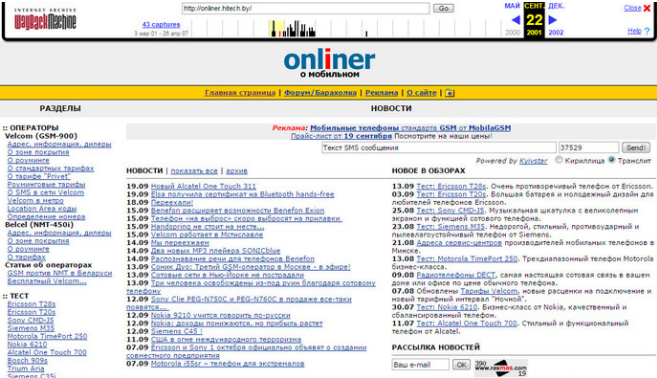 INTERNET ARCHIVE
WayBackMachine
http://onliner.hitech.by/
Go
43 captures
3 мар 01 - 26 апр 07
МАЙ СЕНТ. ДЕК.
22
2000 2001 2002
Close
Help ?
onliner
о мобильном
Главная страница | Форум/Барахолка | Реклама | О сайте |
РАЗДЕЛЫ
НОВОСТИ
Реклама: Мобильные телефоны стандарта GSM от MobilaGSM
Прайс-лист от 19 сентября Посмотрите на наши цены!
Текст SMS сообщения
37529
Send!
Powered by Kyivstar
Кириллица
Транслит
:: ОПЕРАТОРЫ
Velcom (GSM-900)
Адрес, информация, дилеры
О зоне покрытия
О роуминге
О стандартных тарифах
О тарифе "Privet"
Роуминговые тарифы
О SMS в сети Velcom
Velcom в метро
Location Area коды
Определение номера
Belcel (NMT-450i)
Адрес, информация, дилеры
О зоне покрытия
О роуминге
О тарифах
Статьи об операторах
GSM против NMT в Беларуси
Бесплатный Velcom...
:: ТЕСТ
Ericsson T28s
Ericsson T20s
Sony CMD-J5
Siemens M35
Motorola TimePort 250
Nokia 6210
Alcatel One Touch 700
Bosch 909s
Trium Aria
Siemens C35i
НОВОСТИ | показать все | архив
19.09 Новый Alcatel One Touch 311
19.09 Elsa получила сертификат на Bluetooth hands-free
18.09 Переехали!
15.09 Benefon расширяет возможности Benefon Exion
15.09 Телефон «на выброс» скоро выбросят на прилавки
15.09 Handspring не стоит на месте...
15.09 Velcom работает в Мстиславле
14.09 Мы переезжаем
14.09 Два новых MP3 плейера SONICblue
14.09 Распознавание речи для телефонов Benefon
13.09 Соник Дуо: Третий GSM-оператор в Москве - в эфире!
13.09 Сотовые сети в Нью-Йорке не пострадали
13.09 Три человека освобождены из-под руин благодаря сотовому
телефону
12.09 Sony Clie PEG-N750C и PEG-N760C в продаже все-таки
появятся...
12.09 Nokia 9210 учится говорить по-русски
12.09 Nokia: доходы понижаются, но прибыль растет
12.09 Siemens C45 !
11.09 США в огне международного терроризма
07.09 Ericsson и Sony 1 октября официально объявят о создании
совместного предприятия
07.09 Motorola i55sr – телефон для экстремалов
НОВОЕ В ОБЗОРАХ
13.09 Тест: Ericsson T28s. Очень противоречивый телефон от Ericsson.
03.09 Тест: Ericsson T20s. Большая батарея и молодежный дизайн для
любителей телефонов Ericsson.
25.08 Тест: Sony CMD-J5. Музыкальная шкатулка с великолепным
экраном и функцией сотового телефона.
23.08 Тест: Siemens M35. Недорогой, стильный, противоударный и
пылевлагоустойчивый телефон от Siemens.
21.08 Адреса сервис-центров производителей мобильных телефонов в
Минске.
13.08 Тест: Motorola TimePort 250. Трехдиапазонный телефон Motorola
бизнес-класса.
09.08 Радиотелефоны DECT, самая настоящая сотовая связь в вашем
доме или офисе по цене обычного телефона.
07.08 Обновлены Тарифы Velcom, новые расценки на подключение и
новый тарифный интервал "Ночной".
30.07 Тест: Nokia 6210. Бизнес-класс от Nokia, качественный и
сбалансированный телефон.
11.07 Тест: Alcatel One Touch 700. Стильный и функциональный
телефон от Alcatel.
РАССЫЛКА НОВОСТЕЙ
Ваш e-mail
OK
390
19